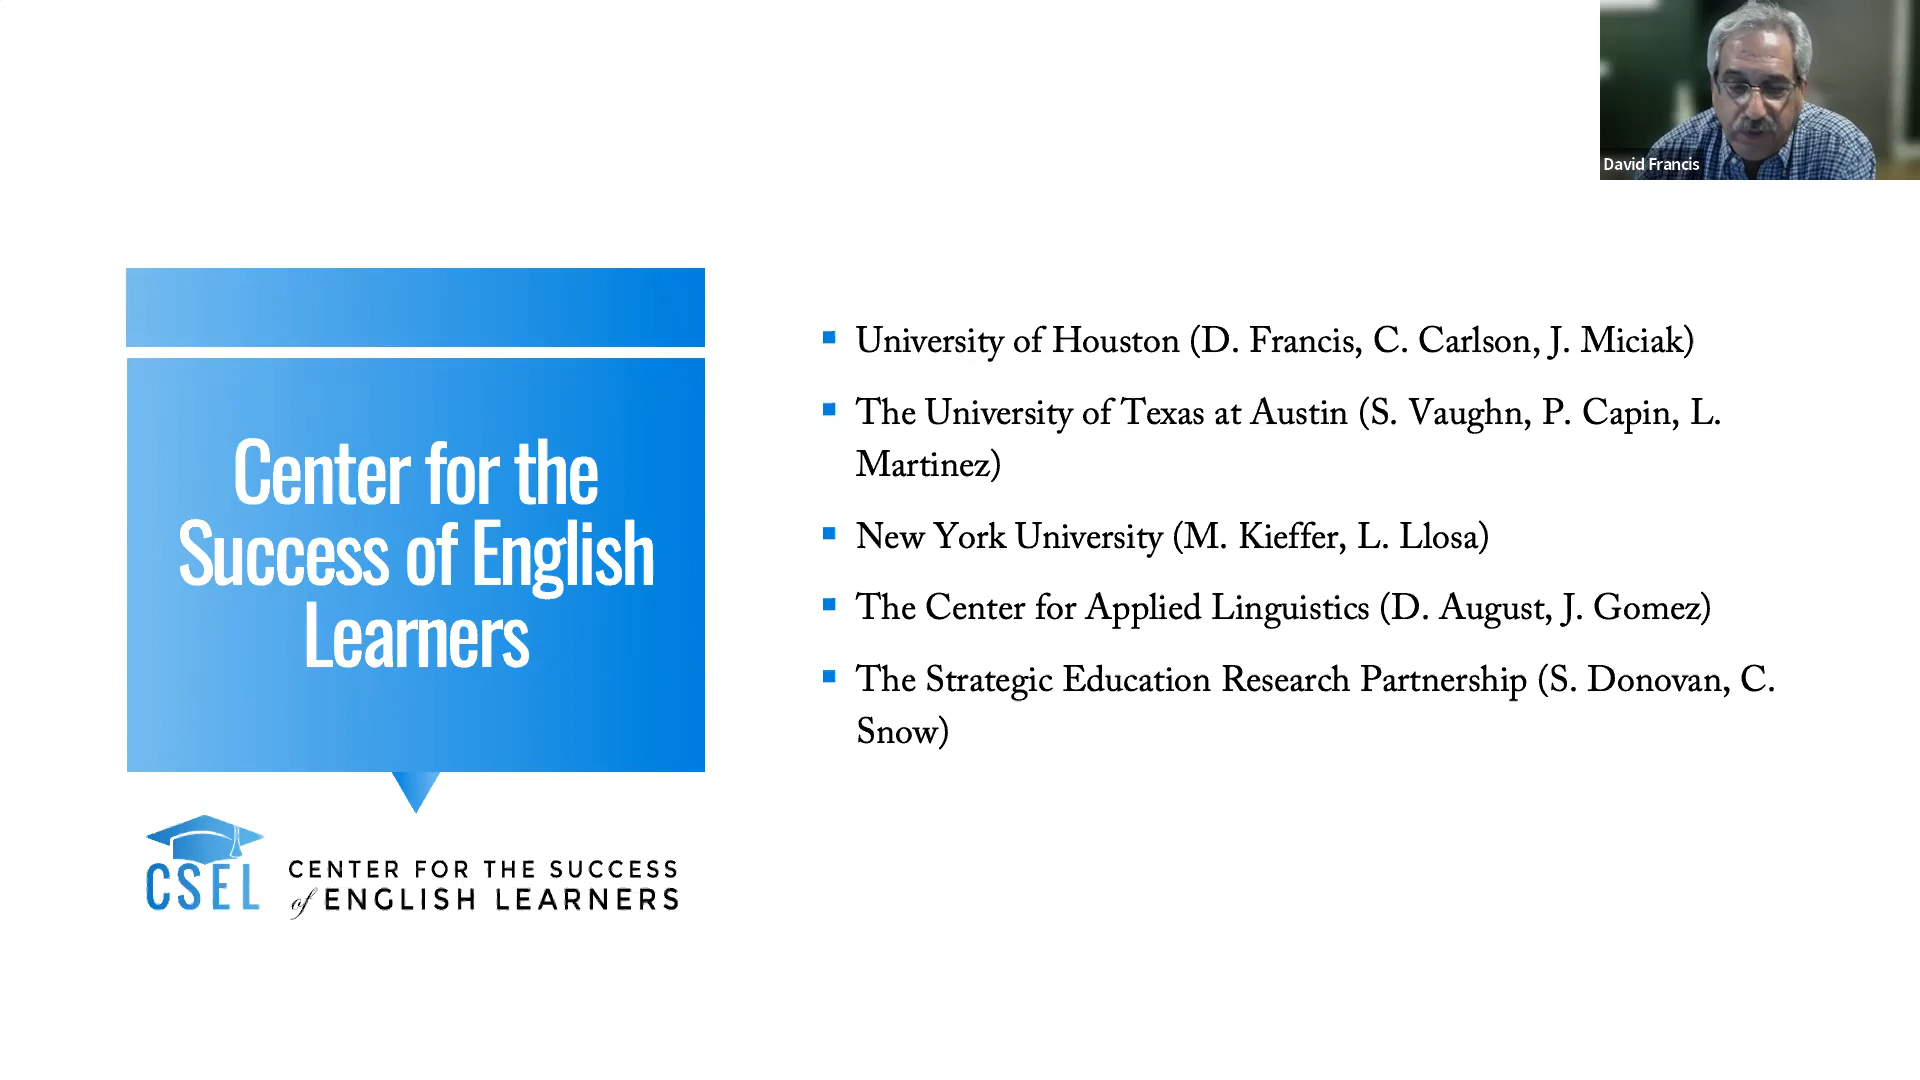 David Francis
Center for the
Success of English
Learners
University of Houston (D. Francis, C. Carlson, J. Miciak)
The University of Texas at Austin (S. Vaughn, P. Capin, L.
Martinez)
New York University (M. Kieffer, L. Llosa)
The Center for Applied Linguistics (D. August, J. Gomez)
The Strategic Education Research Partnership (S. Donovan, C.
Snow)
CSEL
CENTER FOR THE SUCCESS
of ENGLISH LEARNERS